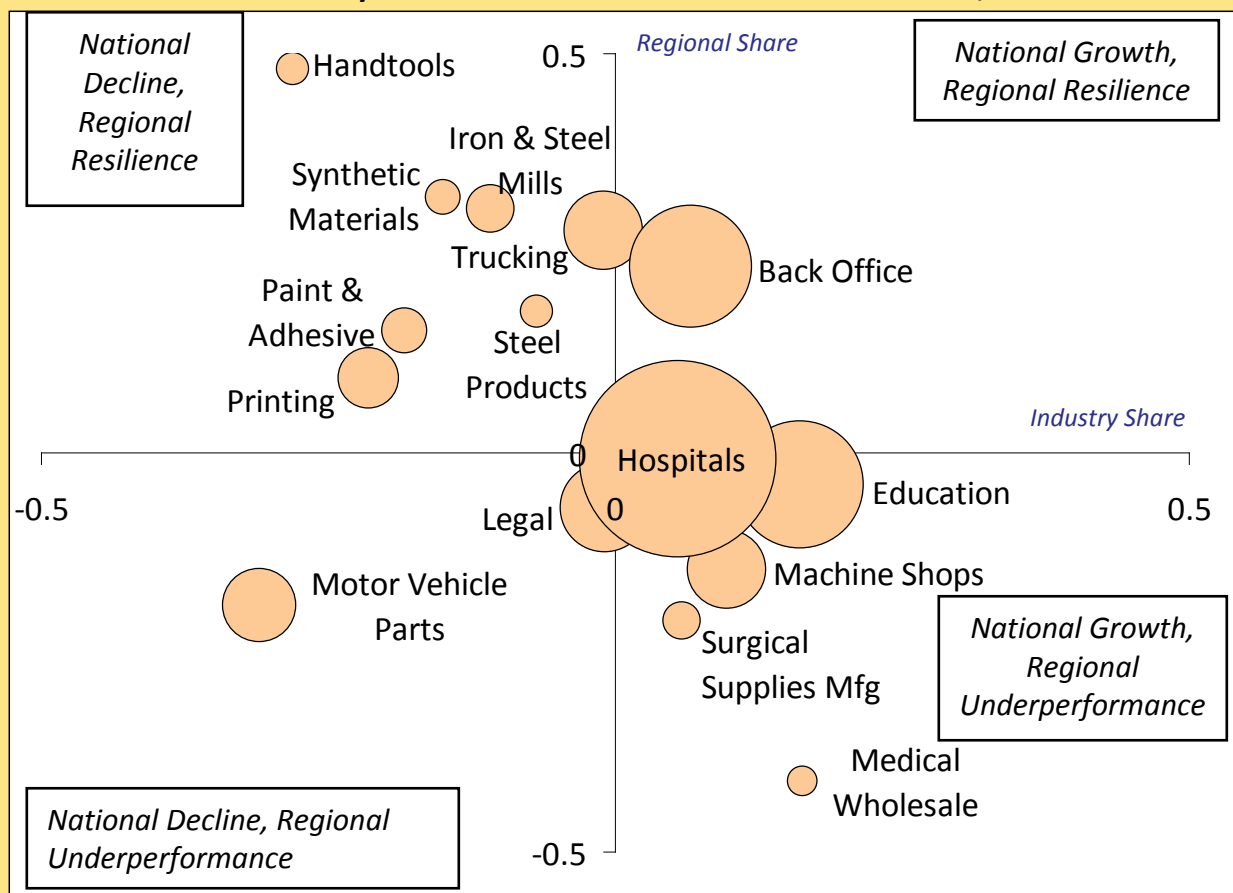 National
Decline,
Regional
Resilience
Handtools
0.5
Regional Share
National Growth,
Regional Resilience
Iron & Steel
Mills
Synthetic
Materials
Trucking
Back Office
Paint &
Adhesive
Steel
Products
Printing
Industry Share
0
Hospitals
-0.5
Legal
0
Education
0.5
Motor Vehicle
Parts
Machine Shops
Surgical
Supplies Mfg
National Growth,
Regional
Underperformance
Medical
Wholesale
National Decline, Regional
Underperformance
-0.5